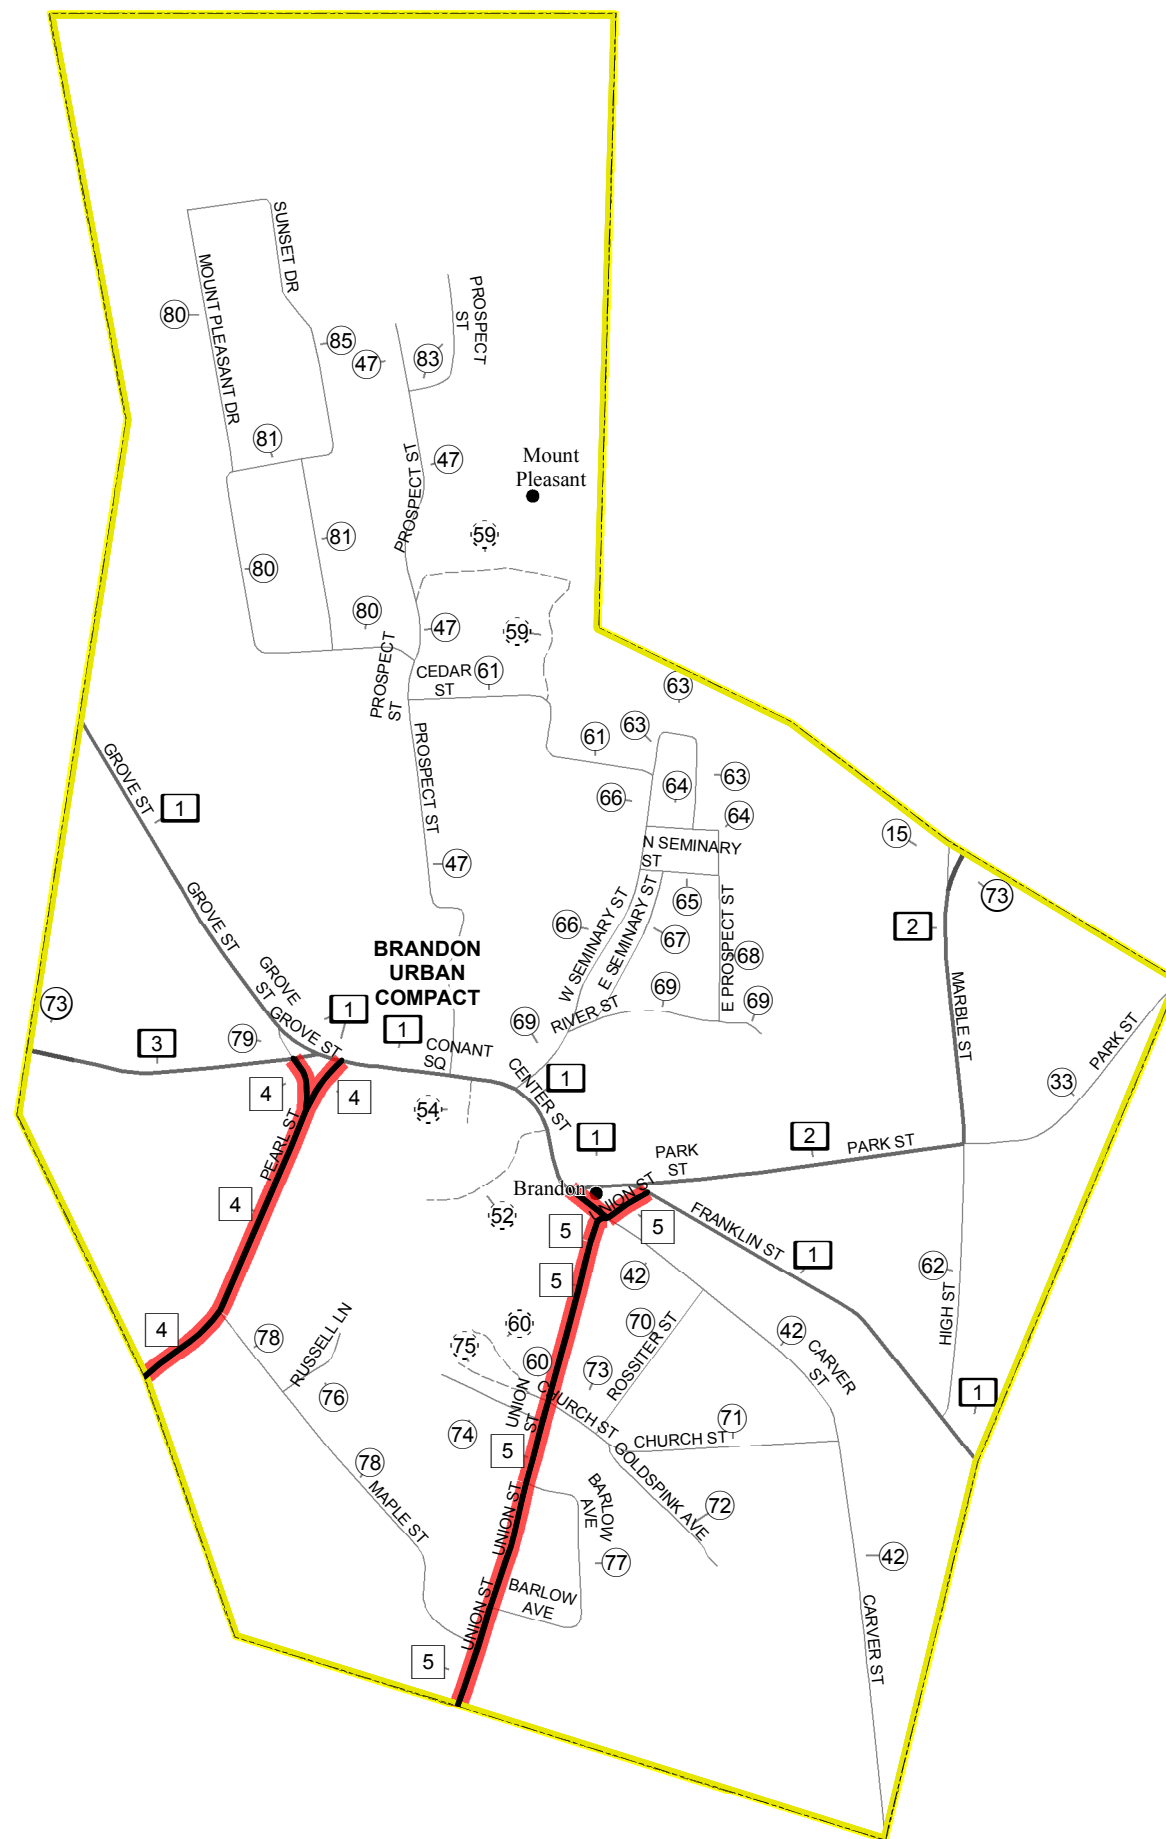 SUNSET DR
MOUNT PLEASANT DR
PROSPECT
ST
80
85
47
83
81
47
PROSPECT ST
Mount
Pleasant
59
81
80
80
47
59
PROSPECT
ST
CEDAR
ST
61
63
63
61
PROSPECT ST
GROVE ST
1
66
64
63
64
N SEMINARY
ST
15
47
65
73
GROVE ST
W SEMINARY ST
E SEMINARY ST
E PROSPECT ST
66
67
2
BRANDON
URBAN
COMPACT
68
GROVE
ST
MARBLE ST
73
1
GROVE ST
1
69
69
69
RIVER ST
PARK ST
79
3
CONANT
SQ
4
4
54
CENTER ST
1
33
PEARL ST
1
2
PARK
ST
PARK ST
Brandon
UNION ST
4
52
5
5
FRANKLIN ST
1
42
5
62
HIGH ST
4
78
RUSSELL LN
60
75
60
70
ROSSITER ST
42
CARVER
ST
73
76
UNION
ST
CHURCH ST
1
74
71
CHURCH ST
5
GOLDSPINK AVE
78
MAPLE ST
UNION ST
BARLOW
AVE
72
77
42
BARLOW
AVE
UNION ST
CARVER ST
5